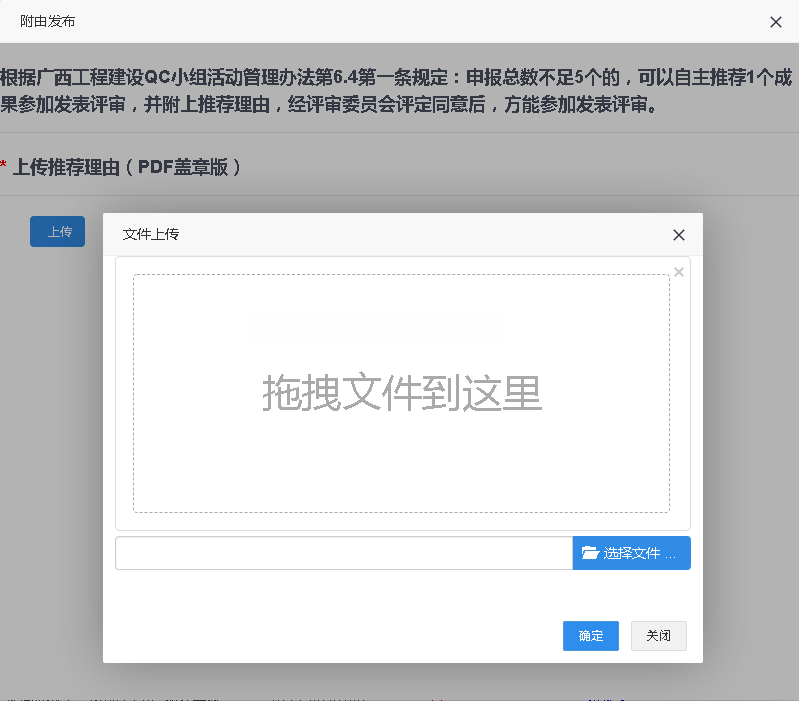 附由发布
根据广西工程建设QC小组活动管理办法第6.4第一条规定：申报总数不足5个的，可以自主推荐1个成
果参加发表评审，并附上推荐理由，经评审委员会评定同意后，方能参加发表评审。
* 上传推荐理由（PDF盖章版）
上传
文件上传
拖拽文件到这里
选择文件 ...
确定
关闭